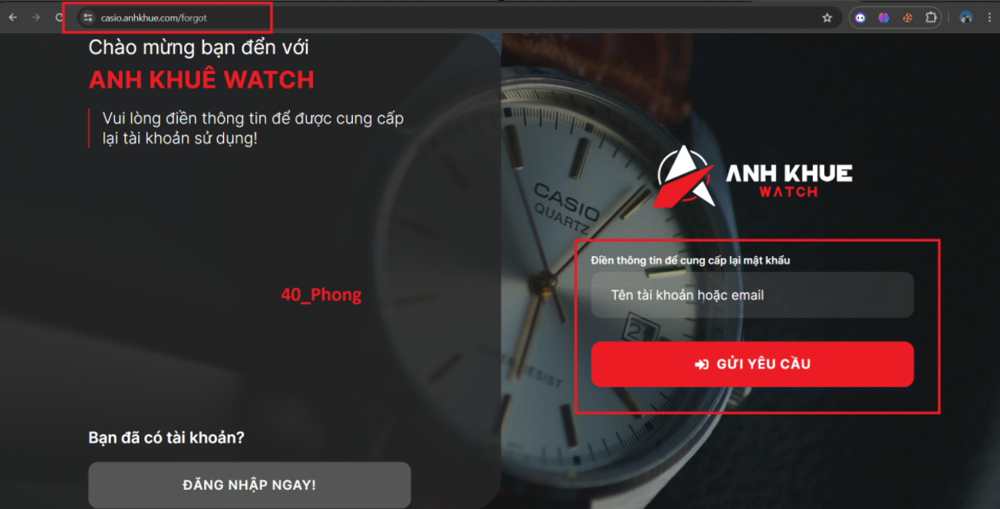 casio.anhkhue.com/forgot
Chào mừng bạn đển với
ANH KHUÊ WATCH
Vui lòng điền thông tin để được cung cấp
lại tài khoản sử dụng!
CASIO
QUARTZ
ANH KHUE
WATCH
Điền thông tin để cung cấp lại mật khẩu
Tên tài khoản hoặc email
40_Phong
21
GỬI YÊU CẦU
Bạn đã có tài khoản?
ĐĂNG NHẬP NGAY!